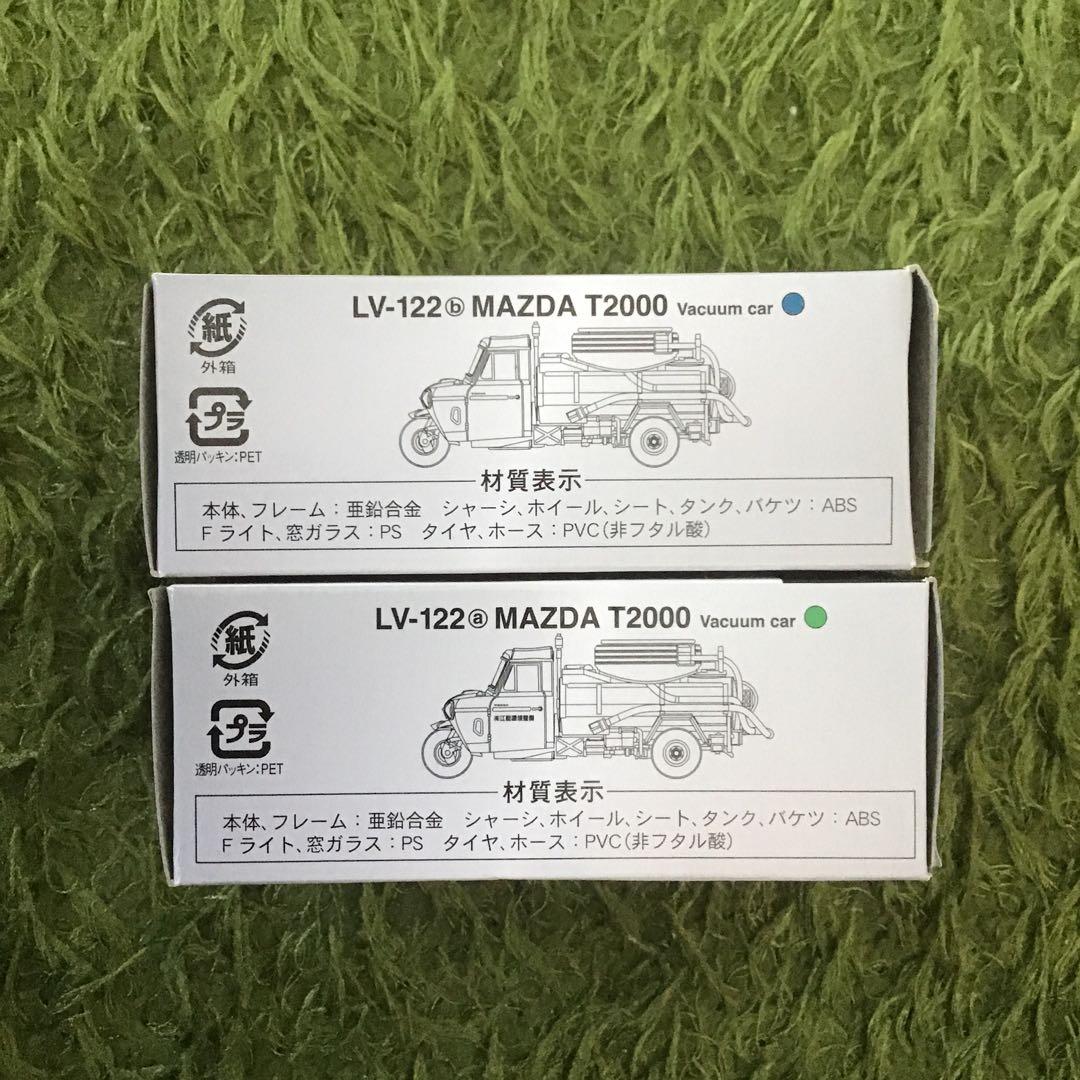 LV-122ⓑ MAZDA T2000 Vacuum car
紙
外箱
プラ
透明パッキン:PET
材質表示
本体、フレーム:亜鉛合金 シャーシ、ホイール、シート、タンク、バケツ:ABS
Fライト、窓ガラス:PS タイヤ、ホース:PVC(非フタル酸)
LV-122ⓐ MAZDA T2000 Vacuum car
紙
外箱
プラ
透明パッキン:PET
材質表示
本体、フレーム:亜鉛合金 シャーシ、ホイール、シート、タンク、バケツ:ABS
Fライト、窓ガラス:PS タイヤ、ホース:PVC(非フタル酸)